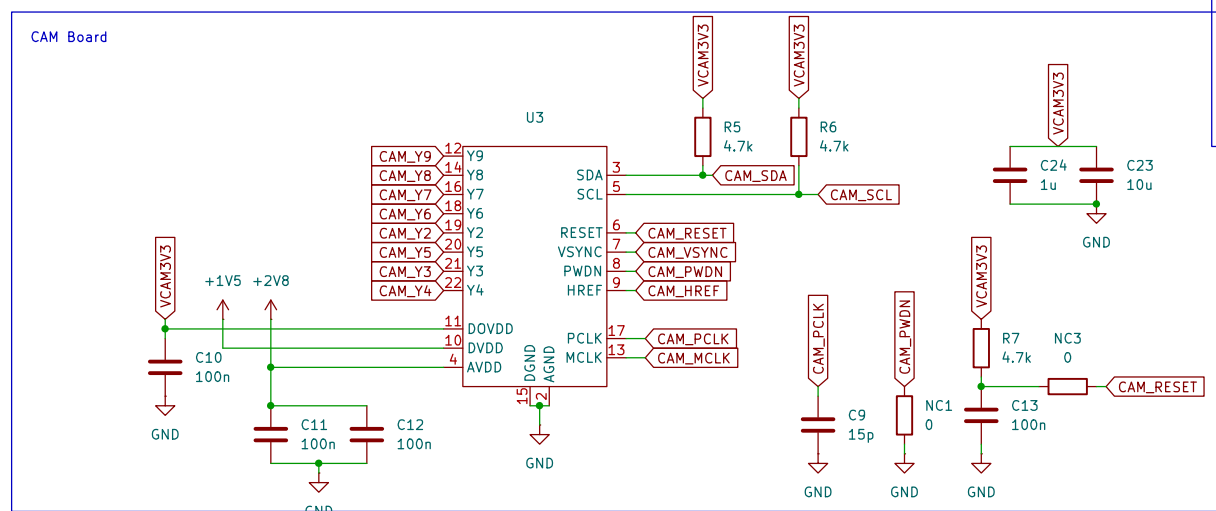 CAM Board
VCAM3V3
VCAM3V3
VCAM3V3
U3
R5
4.7k
R6
4.7k
C24
1u
C23
10u
GND
CAM_Y9 12 Y9
CAM_Y8 14 Y8
CAM_Y7 16 Y7
CAM_Y6 18 Y6
CAM_Y2 19 Y2
CAM_Y5 20 Y5
CAM_Y3 21 Y3
CAM_Y4 22 Y4
SDA 3 CAM_SDA
SCL 5 CAM_SCL
RESET 6 CAM_RESET
VSYNC 7 CAM_VSYNC
PWDN 8 CAM_PWDN
HREF 9 CAM_HREF
PCLK 17 CAM_PCLK
MCLK 13 CAM_MCLK
VCAM3V3
+1V5
+2V8
11 DOVDD
10 DVDD
4 AVDD
DGND
AGND
15
2
GND
C10
100n
GND
C11
100n
C12
100n
GND
CAM_PCLK
C9
15p
GND
CAM_PWDN
NC1
0
GND
VCAM3V3
R7
4.7k
NC3
0
CAM_RESET
C13
100n
GND